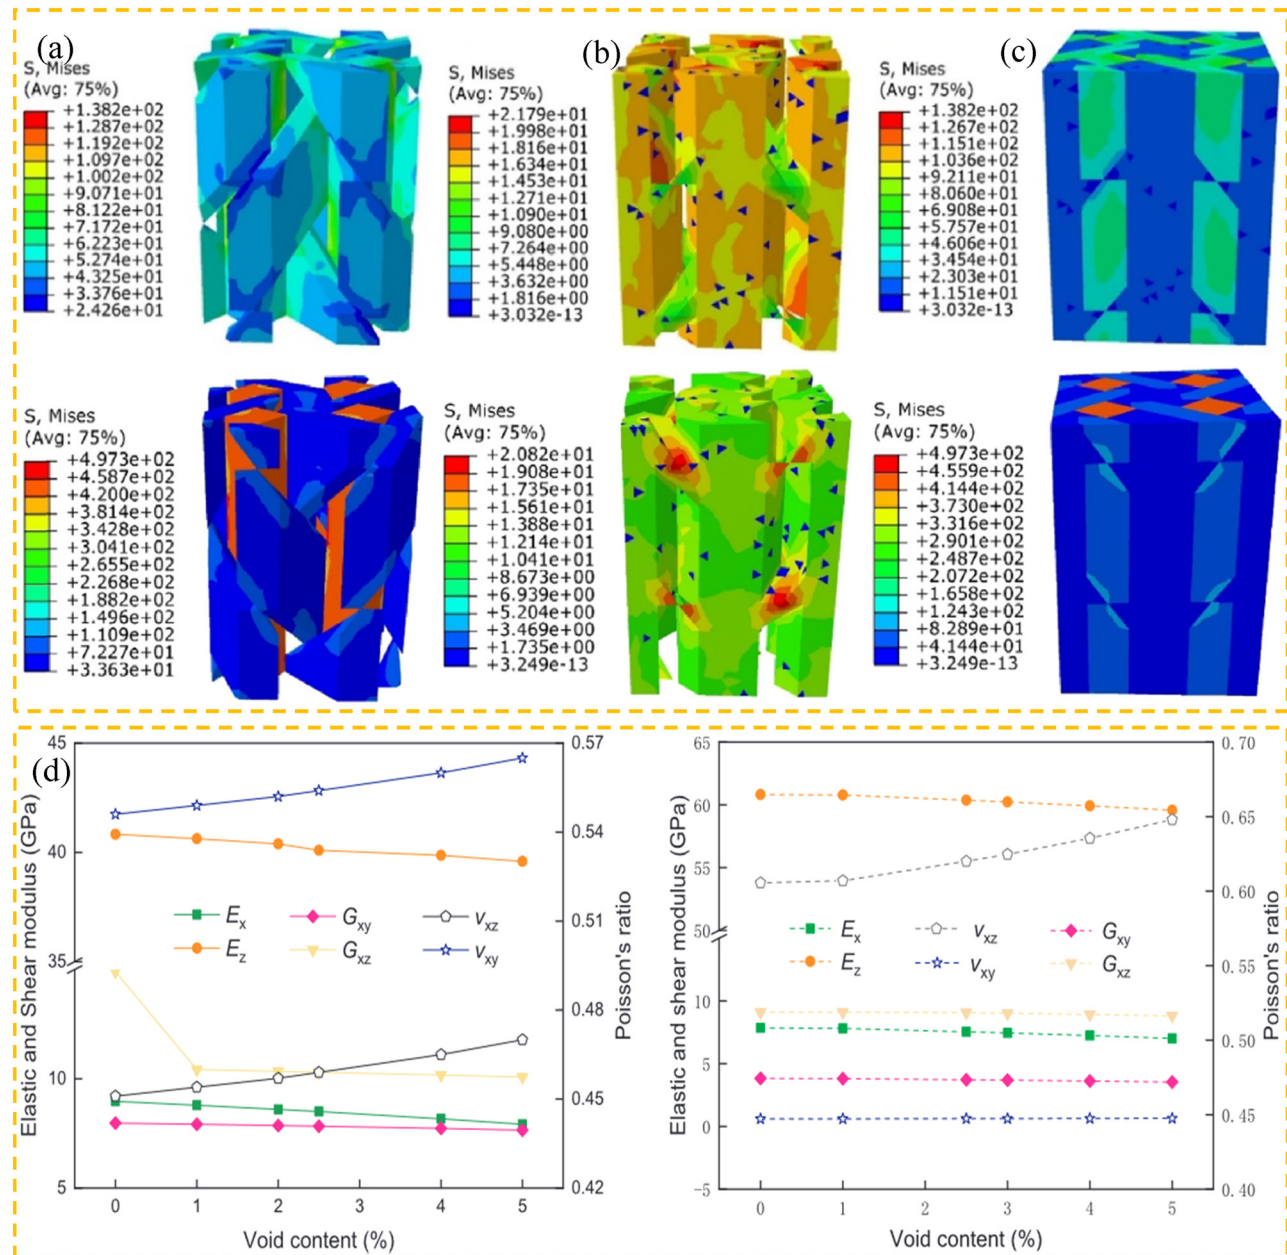 (a)
(b)
(c)
S, Mises
(Avg: 75%)
+1.382e+02
+1.287e+02
+1.192e+02
+1.097e+02
+1.002e+02
+9.071e+01
+8.122e+01
+7.172e+01
+6.223e+01
+5.274e+01
+4.325e+01
+3.376e+01
+2.426e+01
S, Mises
(Avg: 75%)
+2.179e+01
+1.998e+01
+1.816e+01
+1.634e+01
+1.453e+01
+1.271e+01
+1.090e+01
+9.080e+00
+7.264e+00
+5.448e+00
+3.632e+00
+1.816e+00
+3.032e-13
S, Mises
(Avg: 75%)
+1.382e+02
+1.267e+02
+1.151e+02
+1.036e+02
+9.211e+01
+8.060e+01
+6.908e+01
+5.757e+01
+4.606e+01
+3.454e+01
+2.303e+01
+1.151e+01
+3.032e-13
S, Mises
(Avg: 75%)
+4.973e+02
+4.587e+02
+4.200e+02
+3.814e+02
+3.428e+02
+3.041e+02
+2.655e+02
+2.268e+02
+1.882e+02
+1.496e+02
+1.109e+02
+7.227e+01
+3.363e+01
S, Mises
(Avg: 75%)
+2.082e+01
+1.908e+01
+1.735e+01
+1.561e+01
+1.388e+01
+1.214e+01
+1.041e+01
+8.673e+00
+6.939e+00
+5.204e+00
+3.469e+00
+1.735e+00
+3.249e-13
S, Mises
(Avg: 75%)
+4.973e+02
+4.559e+02
+4.144e+02
+3.730e+02
+3.316e+02
+2.901e+02
+2.487e+02
+2.072e+02
+1.658e+02
+1.243e+02
+8.289e+01
+4.144e+01
+3.249e-13
(d)
Elastic and Shear modulus (GPa)
45
40
35
10
5
Ex
Gxy
νxz
Ez
Gxz
νxy
0.57
0.54
0.51
0.48
0.45
0.42
Poisson's ratio
0 1 2 3 4 5
Void content (%)
Elastic and shear modulus (GPa)
65
60
55
50
10
5
0
-5
Ex
νxz
Gxy
Ez
νxy
Gxz
0.70
0.65
0.60
0.55
0.50
0.45
0.40
Poisson's ratio
0 1 2 3 4 5
Void content (%)